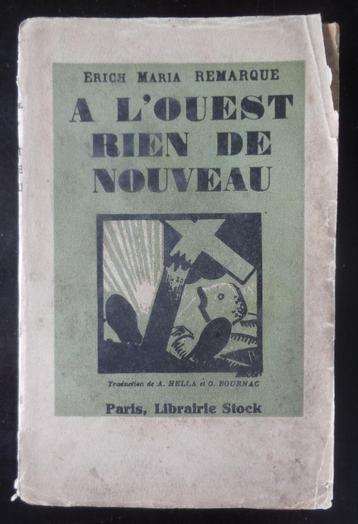 ERICH MARIA REMARQUE
A L'OUEST
RIEN DE
NOUVEAU
Traduction de A. HELLA et O. BOURNAC
Paris, Librairie Stock